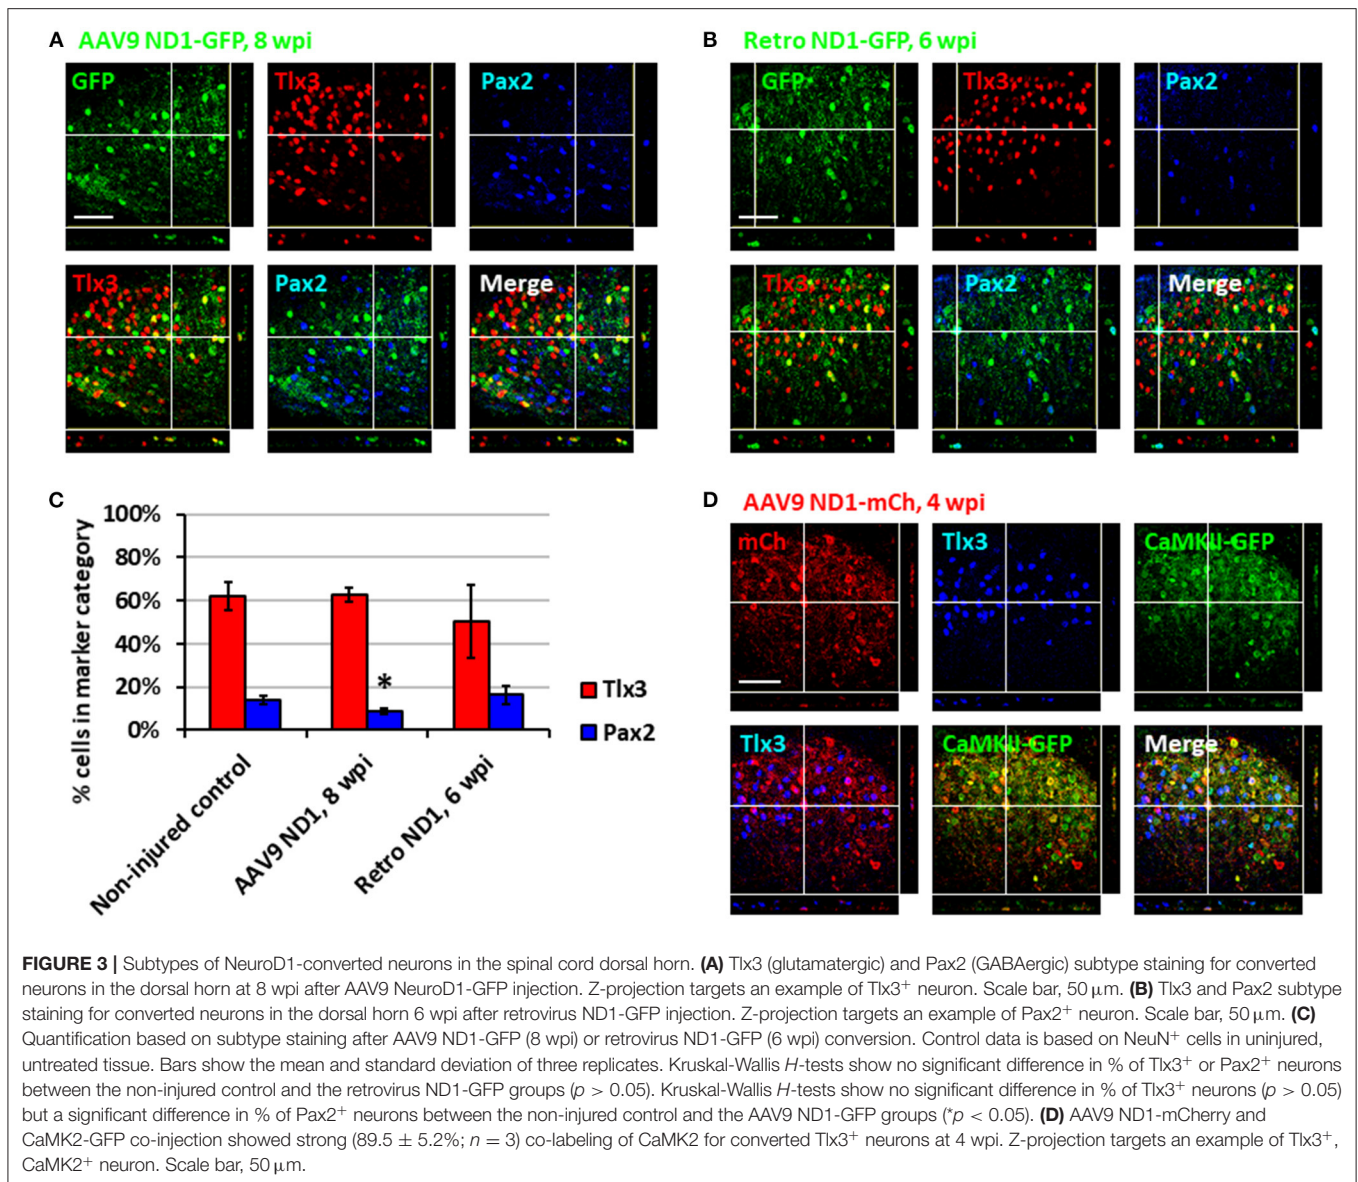 A AAV9 ND1-GFP, 8 wpi
GFP
Tlx3
Pax2
Tlx3
Pax2
Merge
B Retro ND1-GFP, 6 wpi
GFP
Tlx3
Pax2
Tlx3
Pax2
Merge
C
% cells in marker category
100%
80%
60%
40%
20%
0%
*
Non-injured control
AAV9 ND1, 8 wpi
Retro ND1, 6 wpi
Tlx3
Pax2
D AAV9 ND1-mCh, 4 wpi
mCh
Tlx3
CaMKII-GFP
Tlx3
CaMKII-GFP
Merge
FIGURE 3 | Subtypes of NeuroD1-converted neurons in the spinal cord dorsal horn. (A) Tlx3 (glutamatergic) and Pax2 (GABAergic) subtype staining for converted
neurons in the dorsal horn at 8 wpi after AAV9 NeuroD1-GFP injection. Z-projection targets an example of Tlx3+ neuron. Scale bar, 50 μm. (B) Tlx3 and Pax2 subtype
staining for converted neurons in the dorsal horn 6 wpi after retrovirus ND1-GFP injection. Z-projection targets an example of Pax2+ neuron. Scale bar, 50 μm. (C)
Quantification based on subtype staining after AAV9 ND1-GFP (8 wpi) or retrovirus ND1-GFP (6 wpi) conversion. Control data is based on NeuN+ cells in uninjured,
untreated tissue. Bars show the mean and standard deviation of three replicates. Kruskal-Wallis H-tests show no significant difference in % of Tlx3+ or Pax2+ neurons
between the non-injured control and the retrovirus ND1-GFP groups (p > 0.05). Kruskal-Wallis H-tests show no significant difference in % of Tlx3+ neurons (p > 0.05)
but a significant difference in % of Pax2+ neurons between the non-injured control and the AAV9 ND1-GFP groups (*p < 0.05). (D) AAV9 ND1-mCherry and
CaMK2-GFP co-injection showed strong (89.5 ± 5.2%; n = 3) co-labeling of CaMK2 for converted Tlx3+ neurons at 4 wpi. Z-projection targets an example of Tlx3+,
CaMK2+ neuron. Scale bar, 50 μm.